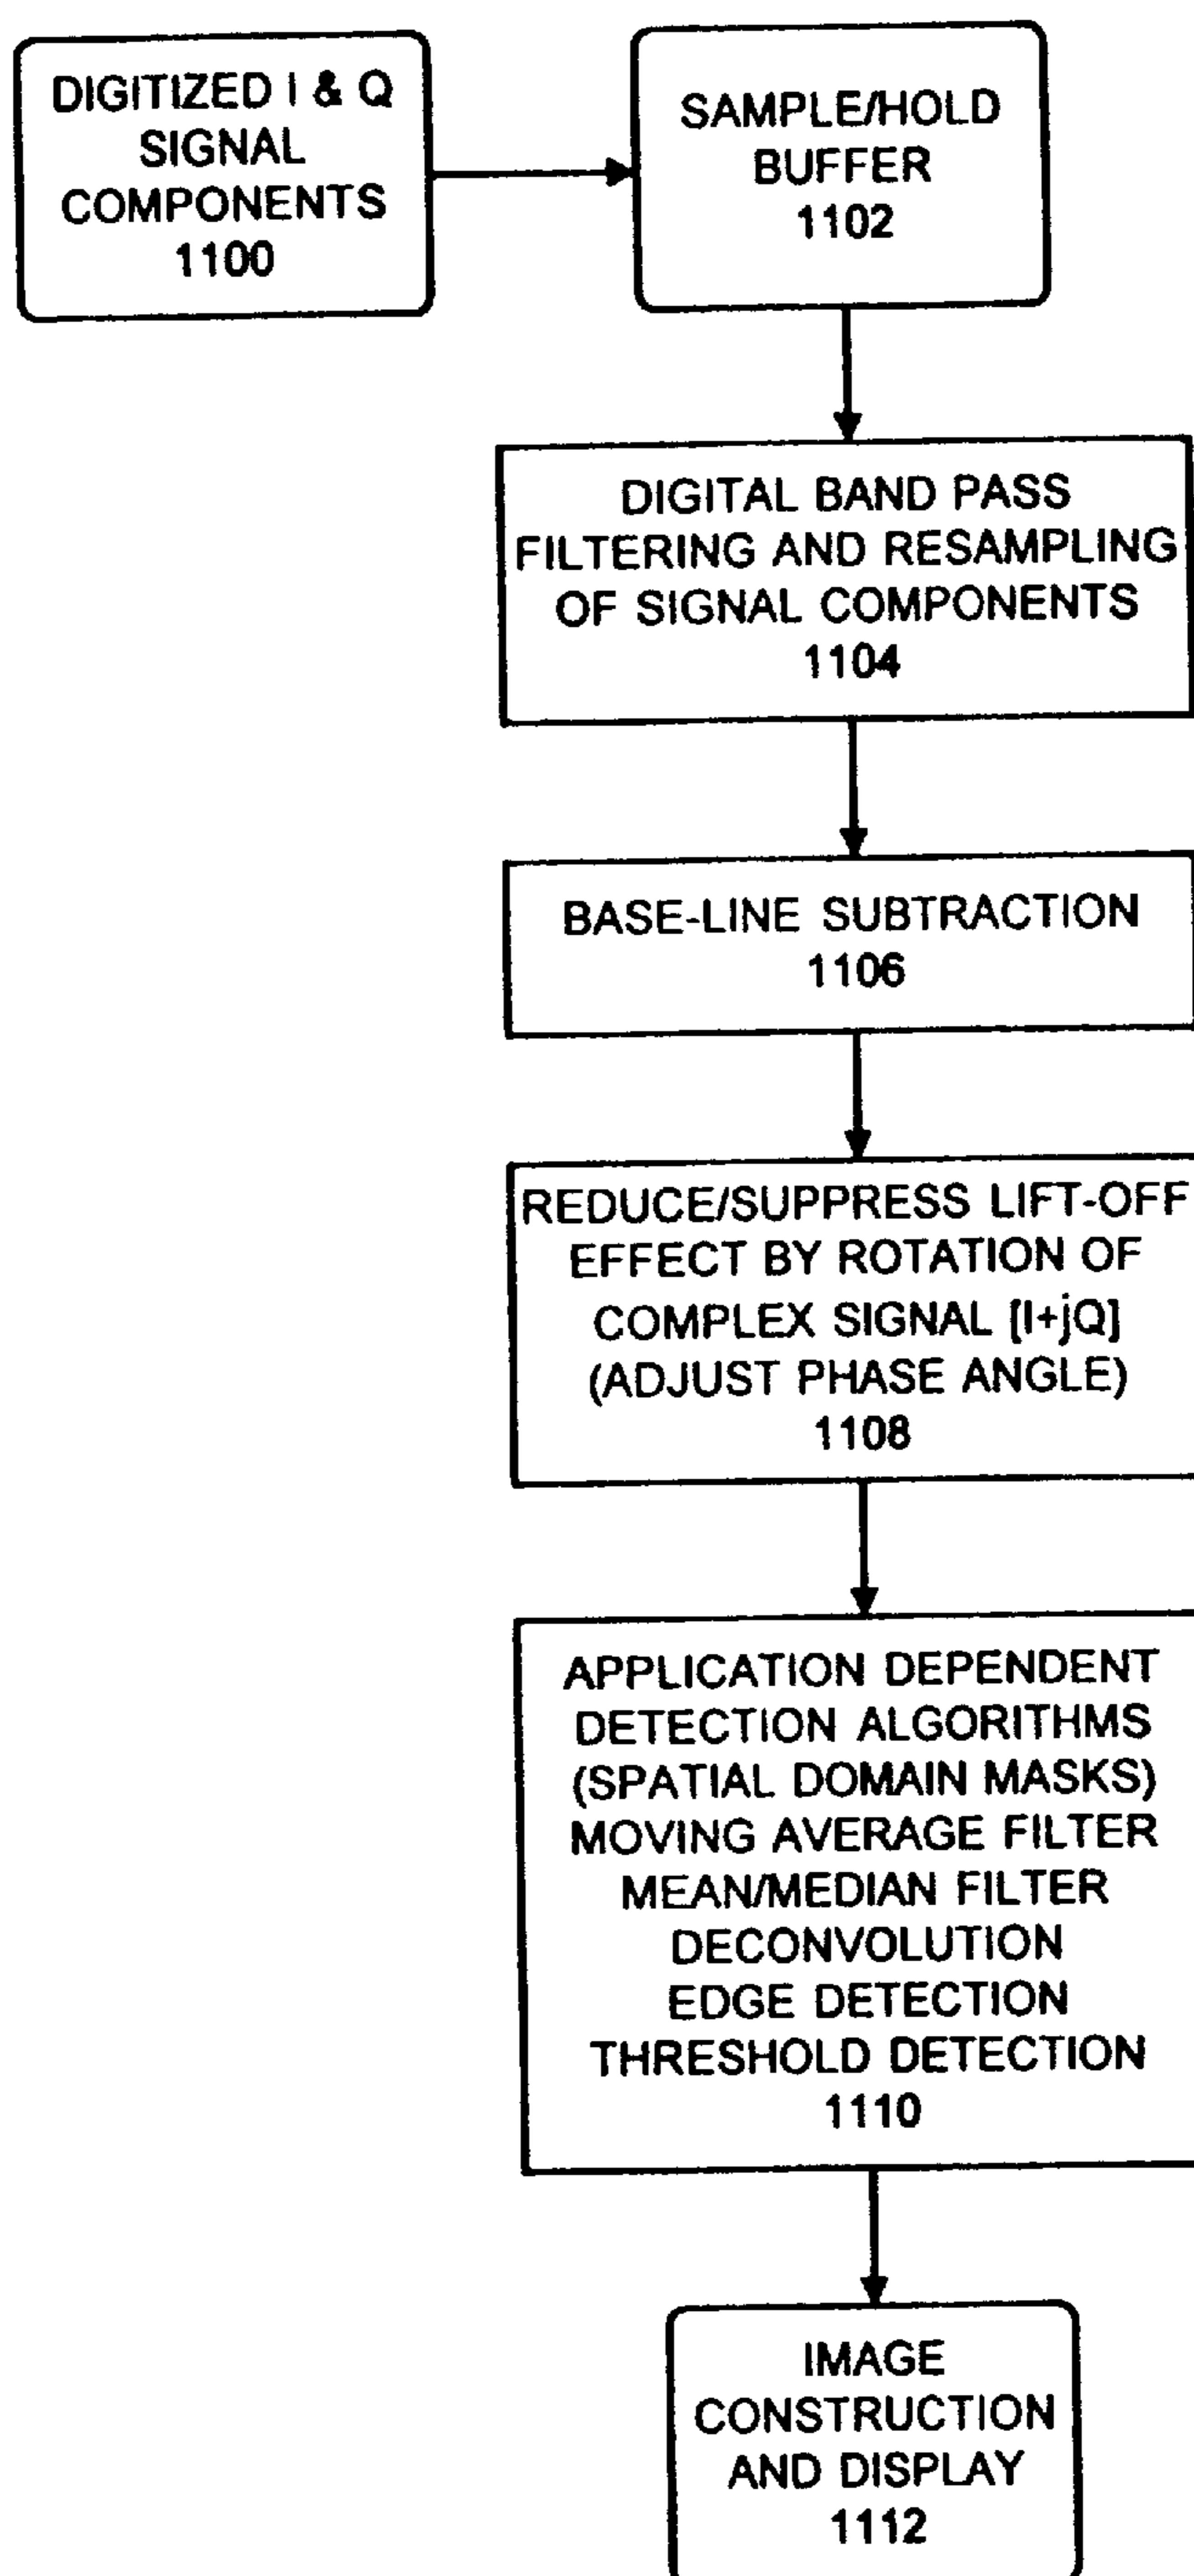 DIGITIZED I & Q
SIGNAL
COMPONENTS
1100
SAMPLE/HOLD
BUFFER
1102
DIGITAL BAND PASS
FILTERING AND RESAMPLING
OF SIGNAL COMPONENTS
1104
BASE-LINE SUBTRACTION
1106
REDUCE/SUPPRESS LIFT-OFF
EFFECT BY ROTATION OF
COMPLEX SIGNAL [I+jQ]
(ADJUST PHASE ANGLE)
1108
APPLICATION DEPENDENT
DETECTION ALGORITHMS
(SPATIAL DOMAIN MASKS)
MOVING AVERAGE FILTER
MEAN/MEDIAN FILTER
DECONVOLUTION
EDGE DETECTION
THRESHOLD DETECTION
1110
IMAGE
CONSTRUCTION
AND DISPLAY
1112